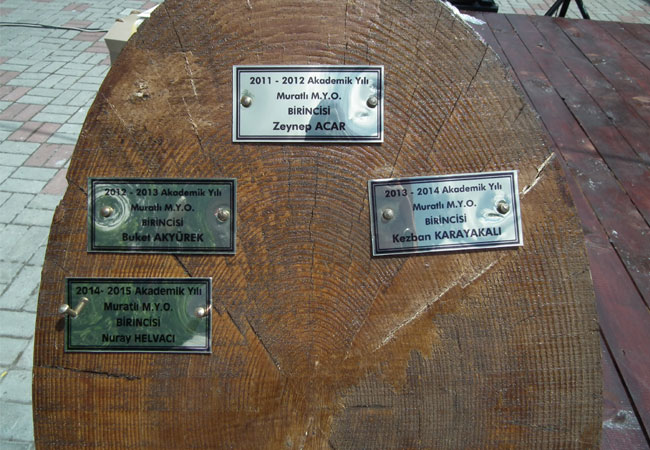 2011 - 2012 Akademik Yılı
Muratlı M.Y.O.
BİRİNCİSİ
Zeynep ACAR
2012 - 2013 Akademik Yılı
Muratlı M.Y.O.
BİRİNCİSİ
Buket AKYÜREK
2013 - 2014 Akademik Yılı
Muratlı M.Y.O.
BİRİNCİSİ
Kezban KARAYAKALI
2014- 2015 Akademik Yılı
Muratlı M.Y.O.
BİRİNCİSİ
Nuray HELVACI